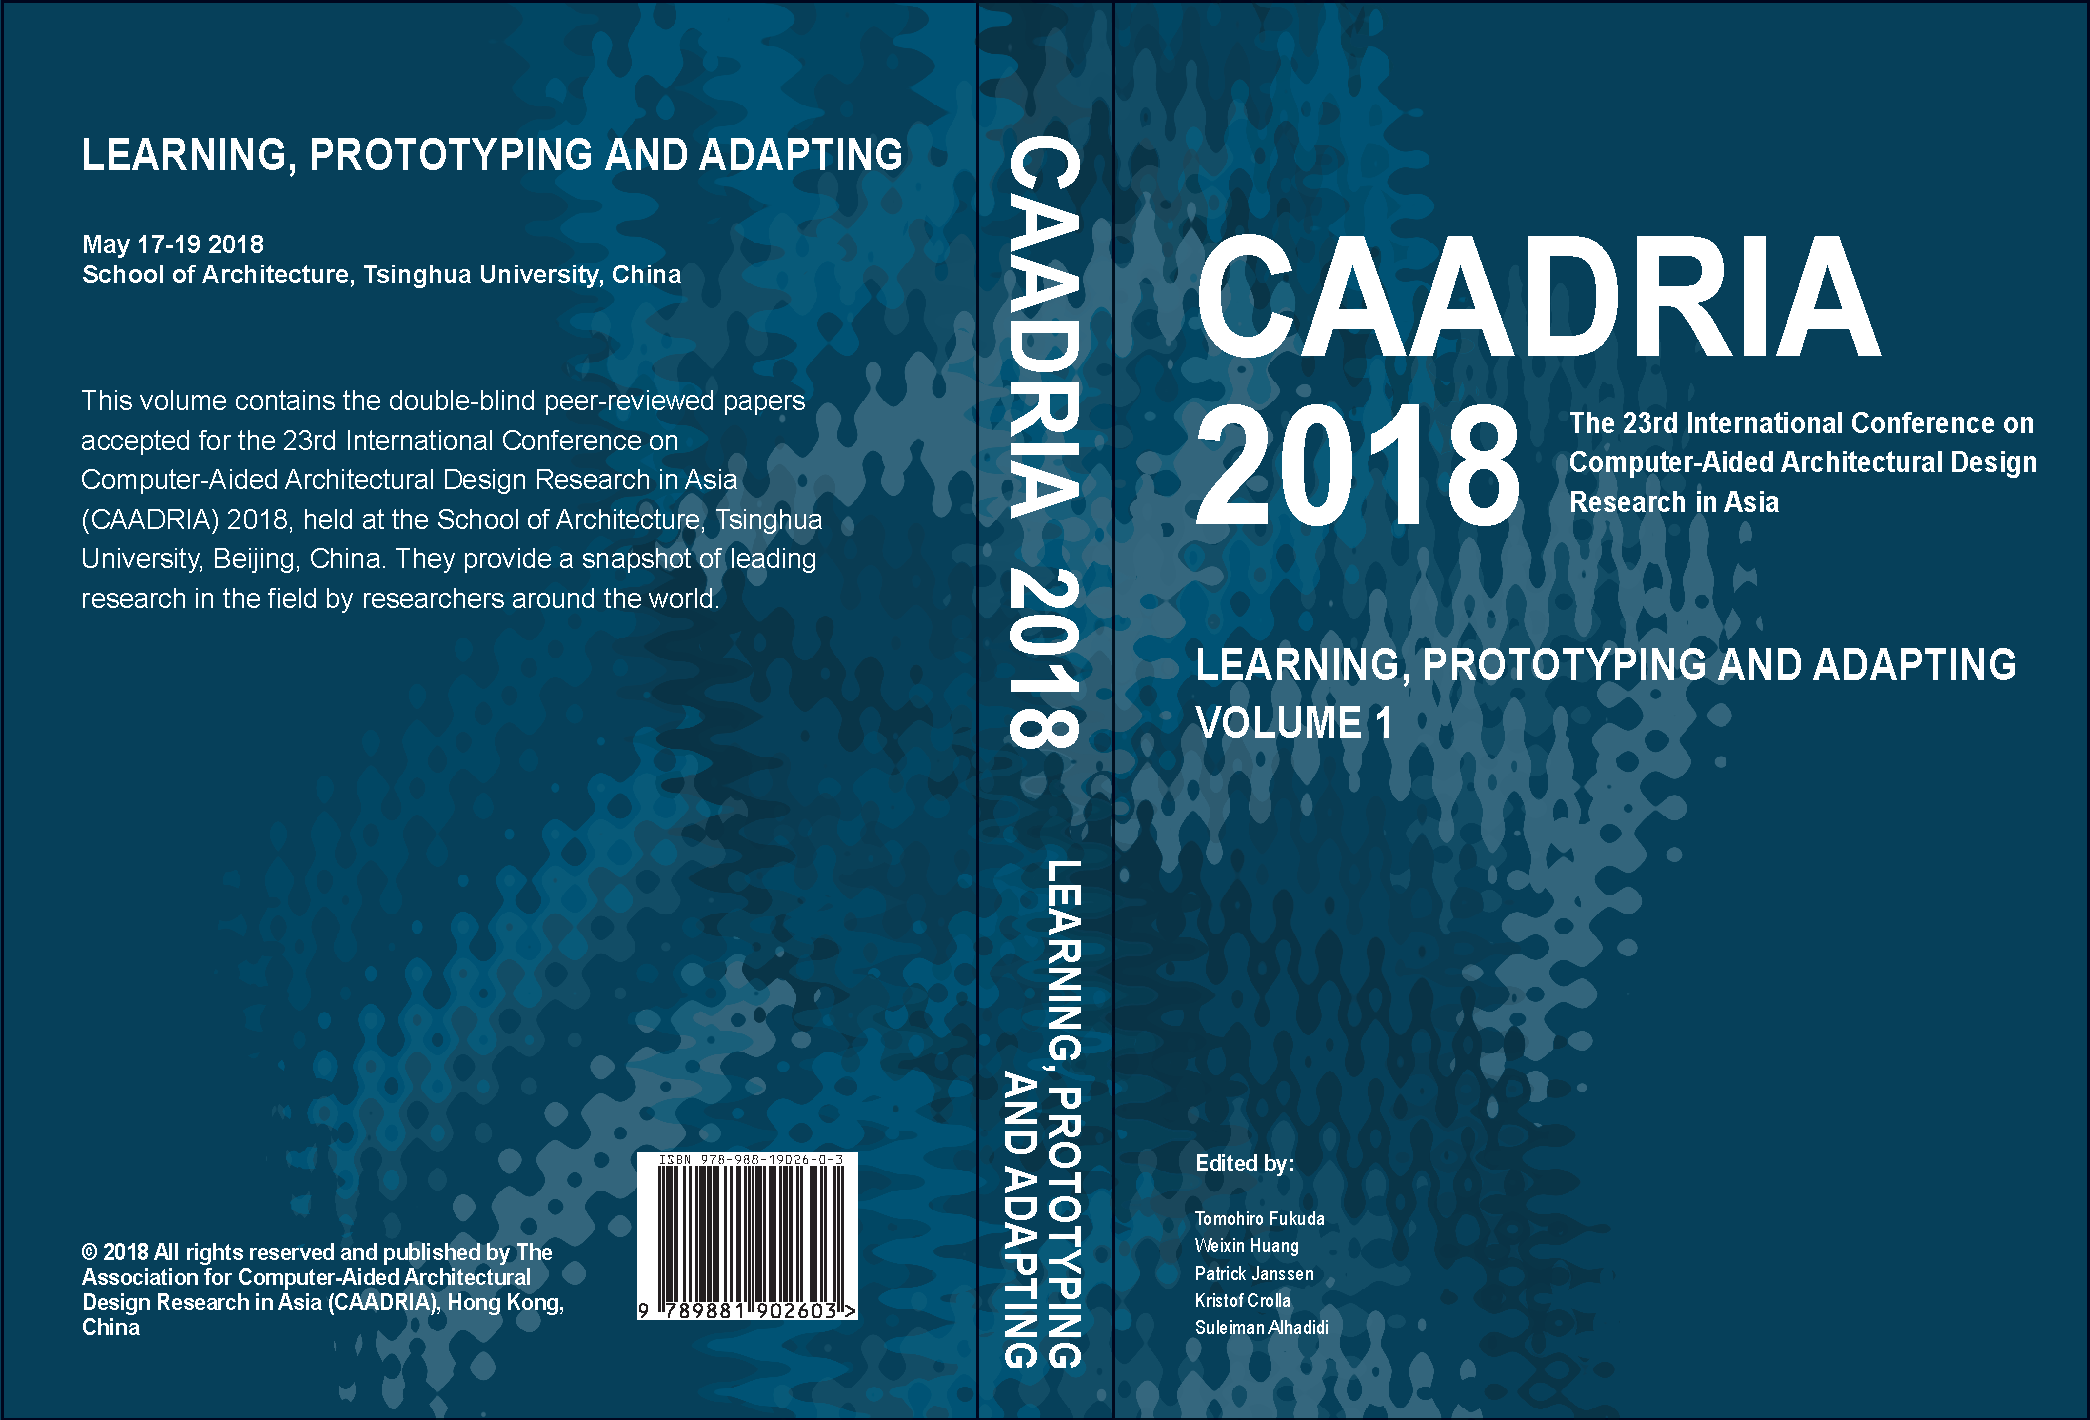 LEARNING, PROTOTYPING AND ADAPTING
May 17-19 2018
School of Architecture, Tsinghua University, China
This volume contains the double-blind peer-reviewed papers
accepted for the 23rd International Conference on
Computer-Aided Architectural Design Research in Asia
(CAADRIA) 2018, held at the School of Architecture, Tsinghua
University, Beijing, China. They provide a snapshot of leading
research in the field by researchers around the world.
© 2018 All rights reserved and published by The
Association for Computer-Aided Architectural
Design Research in Asia (CAADRIA), Hong Kong,
China
ISBN 978-988-19026-0-3
9 789881 902603>
CAADRIA 2018
LEARNING, PROTOTYPING
AND ADAPTING
CAADRIA
2018
The 23rd International Conference on
Computer-Aided Architectural Design
Research in Asia
LEARNING, PROTOTYPING AND ADAPTING
VOLUME 1
Edited by:
Tomohiro Fukuda
Weixin Huang
Patrick Janssen
Kristof Crolla
Suleiman Alhadidi